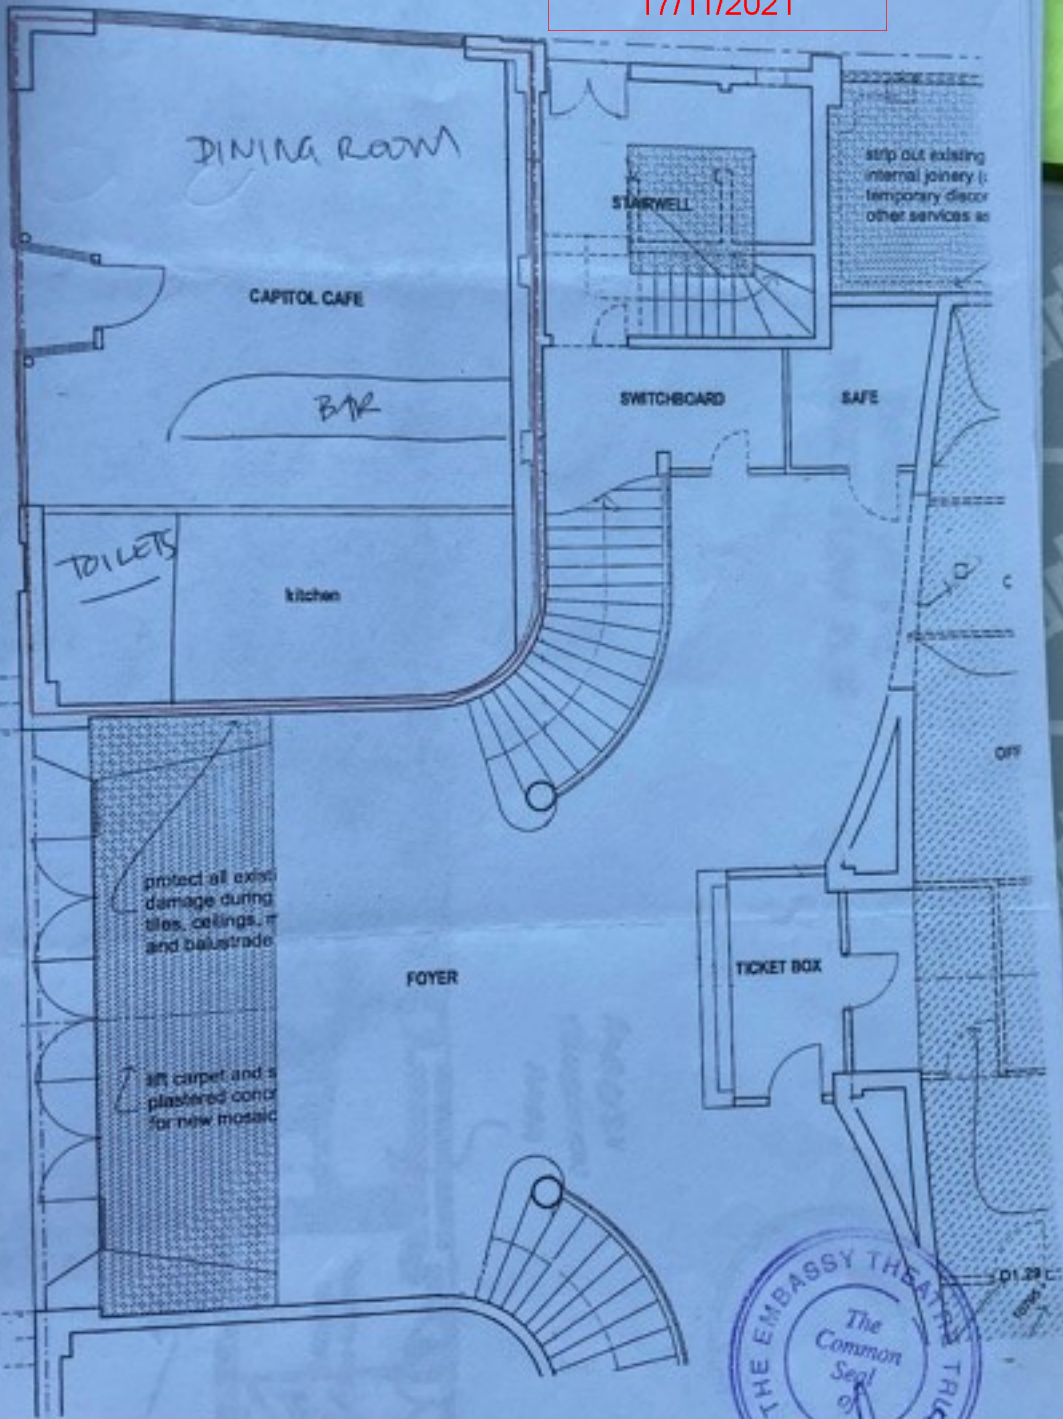 17/11/2021
DINING ROOM
strip out existing
internal joinery
temporary
other services
STAIRWELL
CAPITOL CAFE
BAR
SWITCHBOARD
SAFE
TOILETS
kitchen
C
OFF
protect all
damage during
tiles, ceilings,
and balustrade
FOYER
TICKET BOX
lift carpet and s
plastered
for new mosaic
D1.29
THE EMBASSY THEATRE
The
Common
Seal
of